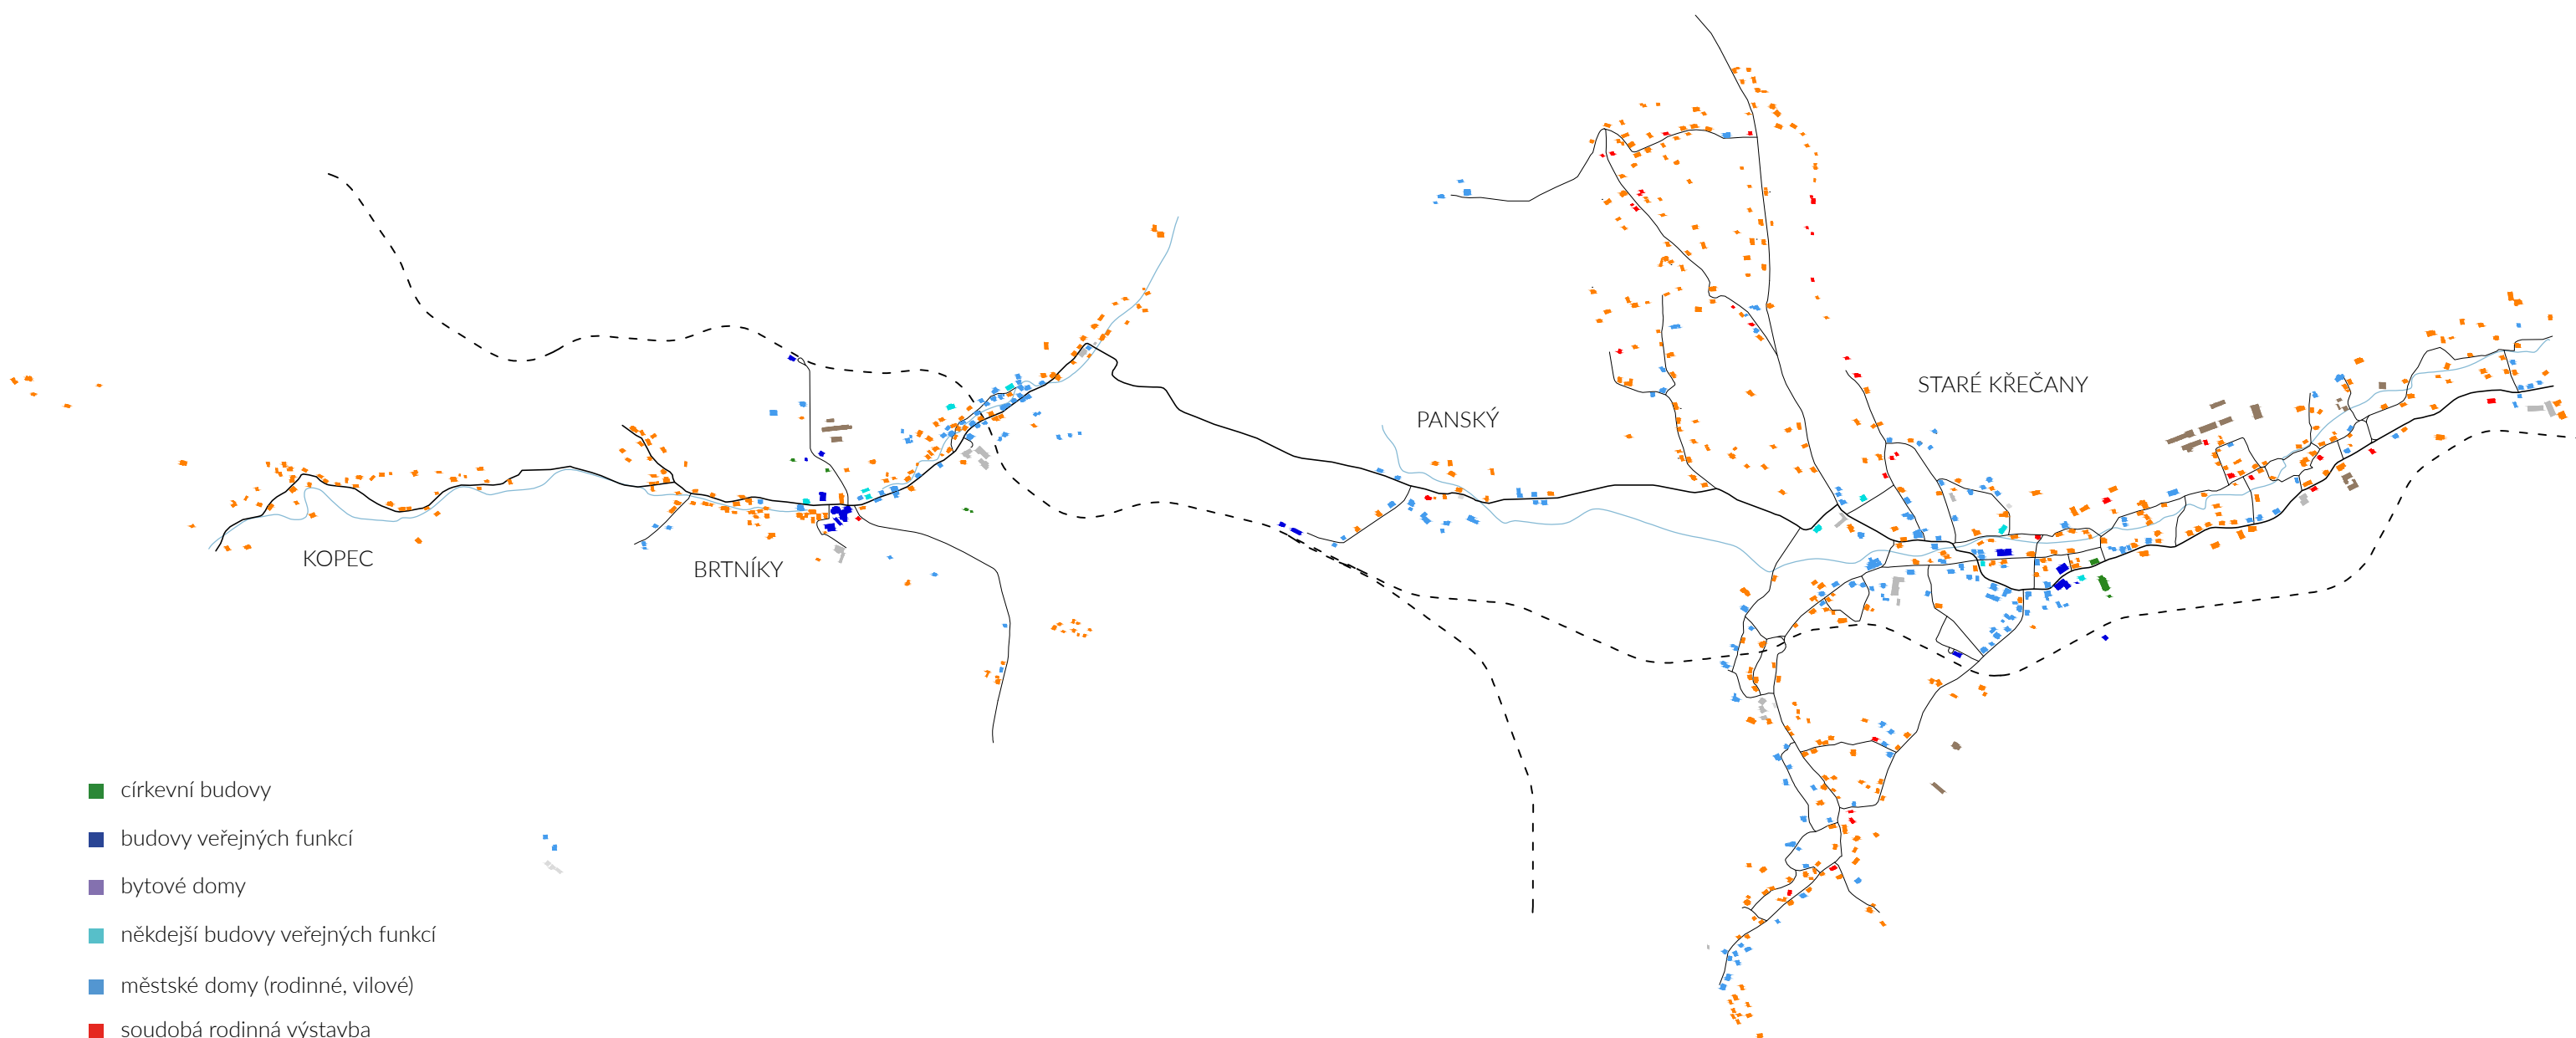 STARÉ KŘEČANY
PANSKÝ
KOPEC
BRTNÍKY
církevní budovy
budovy veřejných funkcí
bytové domy
někdejší budovy veřejných funkcí
městské domy (rodinné, vilové)
soudobá rodinná výstavba